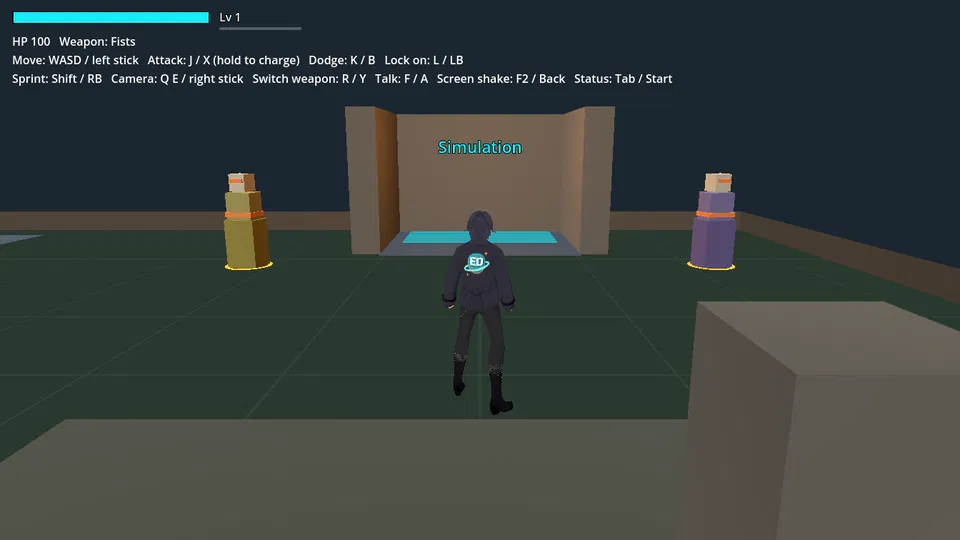 Lv 1
HP 100 Weapon: Fists
Move: WASD / left stick Attack: J / X (hold to charge) Dodge: K / B Lock on: L / LB
Sprint: Shift / RB Camera: Q E / right stick Switch weapon: R / Y Talk: F / A Screen shake: F2 / Back Status: Tab / Start
Simulation
ED